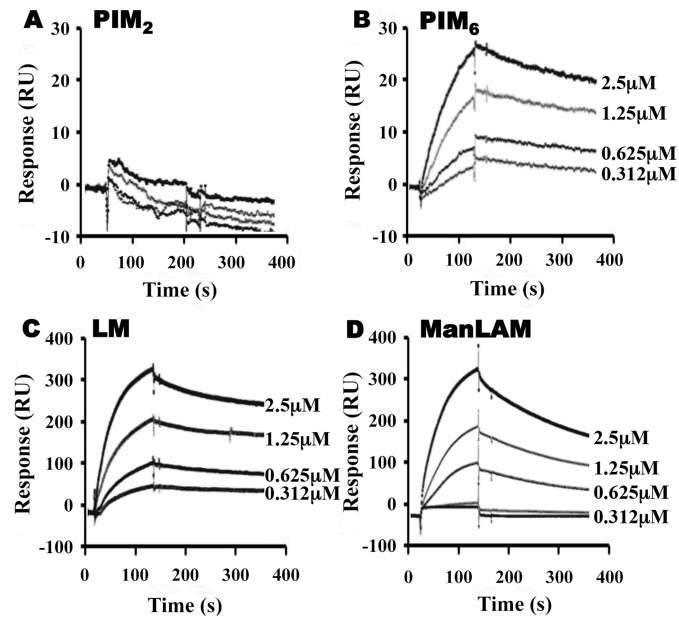 A PIM2
Response (RU)
30
20
10
0
-10
0 100 200 300 400
Time (s)
B PIM6
Response (RU)
30
20
10
0
-10
0 100 200 300 400
Time (s)
2.5μM
1.25μM
0.625μM
0.312μM
C LM
Response (RU)
400
300
200
100
0
-100
0 100 200 300 400
Time (s)
2.5μM
1.25μM
0.625μM
0.312μM
D ManLAM
Response (RU)
400
300
200
100
0
-100
0 100 200 300 400
Time (s)
2.5μM
1.25μM
0.625μM
0.312μM